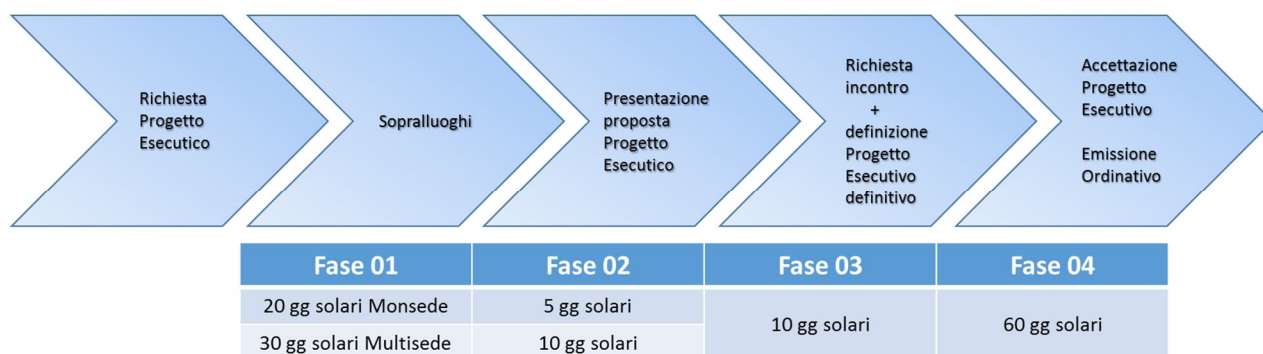 Richiesta
Progetto
Esecutico
Sopralluoghi
Presentazione
proposta
Progetto
Esecutico
Richiesta
incontro
+
definizione
Progetto
Esecutivo
definitivo
Accettazione
Progetto
Esecutivo
Emissione
Ordinativo
Fase 01
Fase 02
Fase 03
Fase 04
20 gg solari Monsede
5 gg solari
10 gg solari
60 gg solari
30 gg solari Multisede
10 gg solari